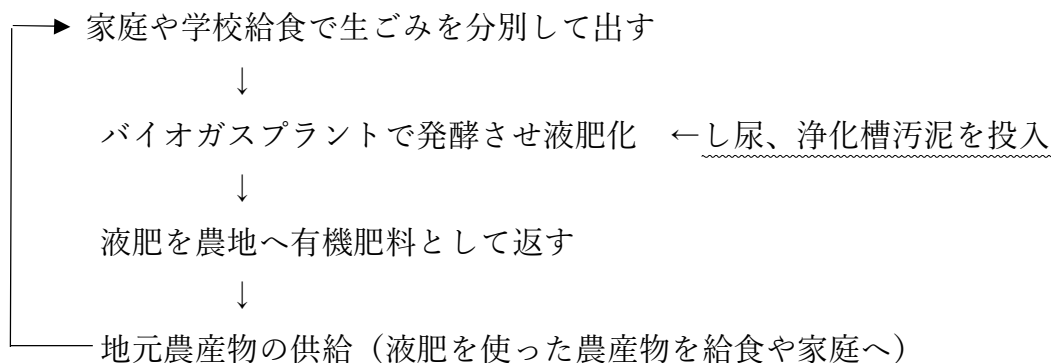 家庭や学校給食で生ごみを分別して出す
↓
バイオガスプラントで発酵させ液肥化 ←し尿、浄化槽汚泥を投入
↓
液肥を農地へ有機肥料として返す
↓
地元農産物の供給（液肥を使った農産物を給食や家庭へ）